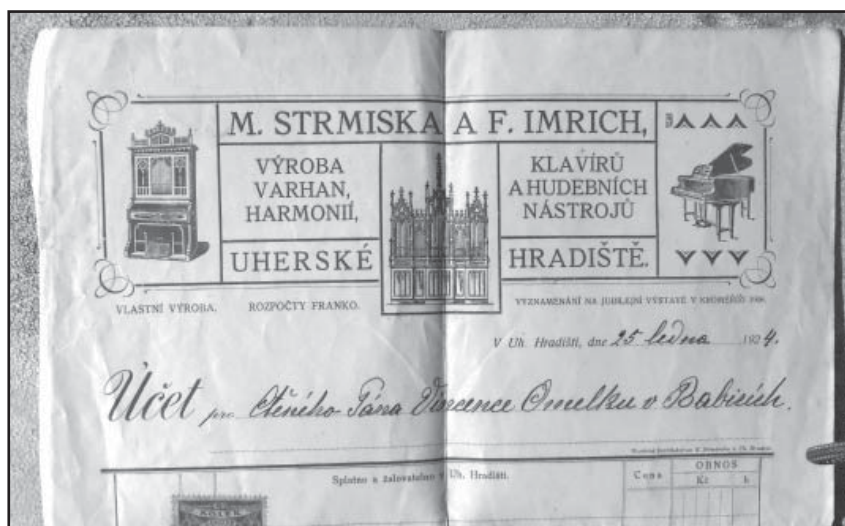 M. STRMISKA A F. IMRICH,
VÝROBA
VARHAN,
HARMONIÍ,
KLAVÍRŮ
A HUDEBNÍCH
NÁSTROJŮ
UHERSKÉ HRADIŠTĚ.
VLASTNÍ VÝROBA. ROZPOČTY FRANKO. VYZNAMENÁNÍ NA JUBILEJNÍ VÝSTAVĚ V KROMĚŘÍŽI
V Uh. Hradišti, dne 25 ledna 1924.
Účet pro Ctěného Pána Vincence Omelku v Babicích.
Splatno a žalovatelno v Uh. Hradišti.
Cena
OBNOS
Kč h
KOLEK